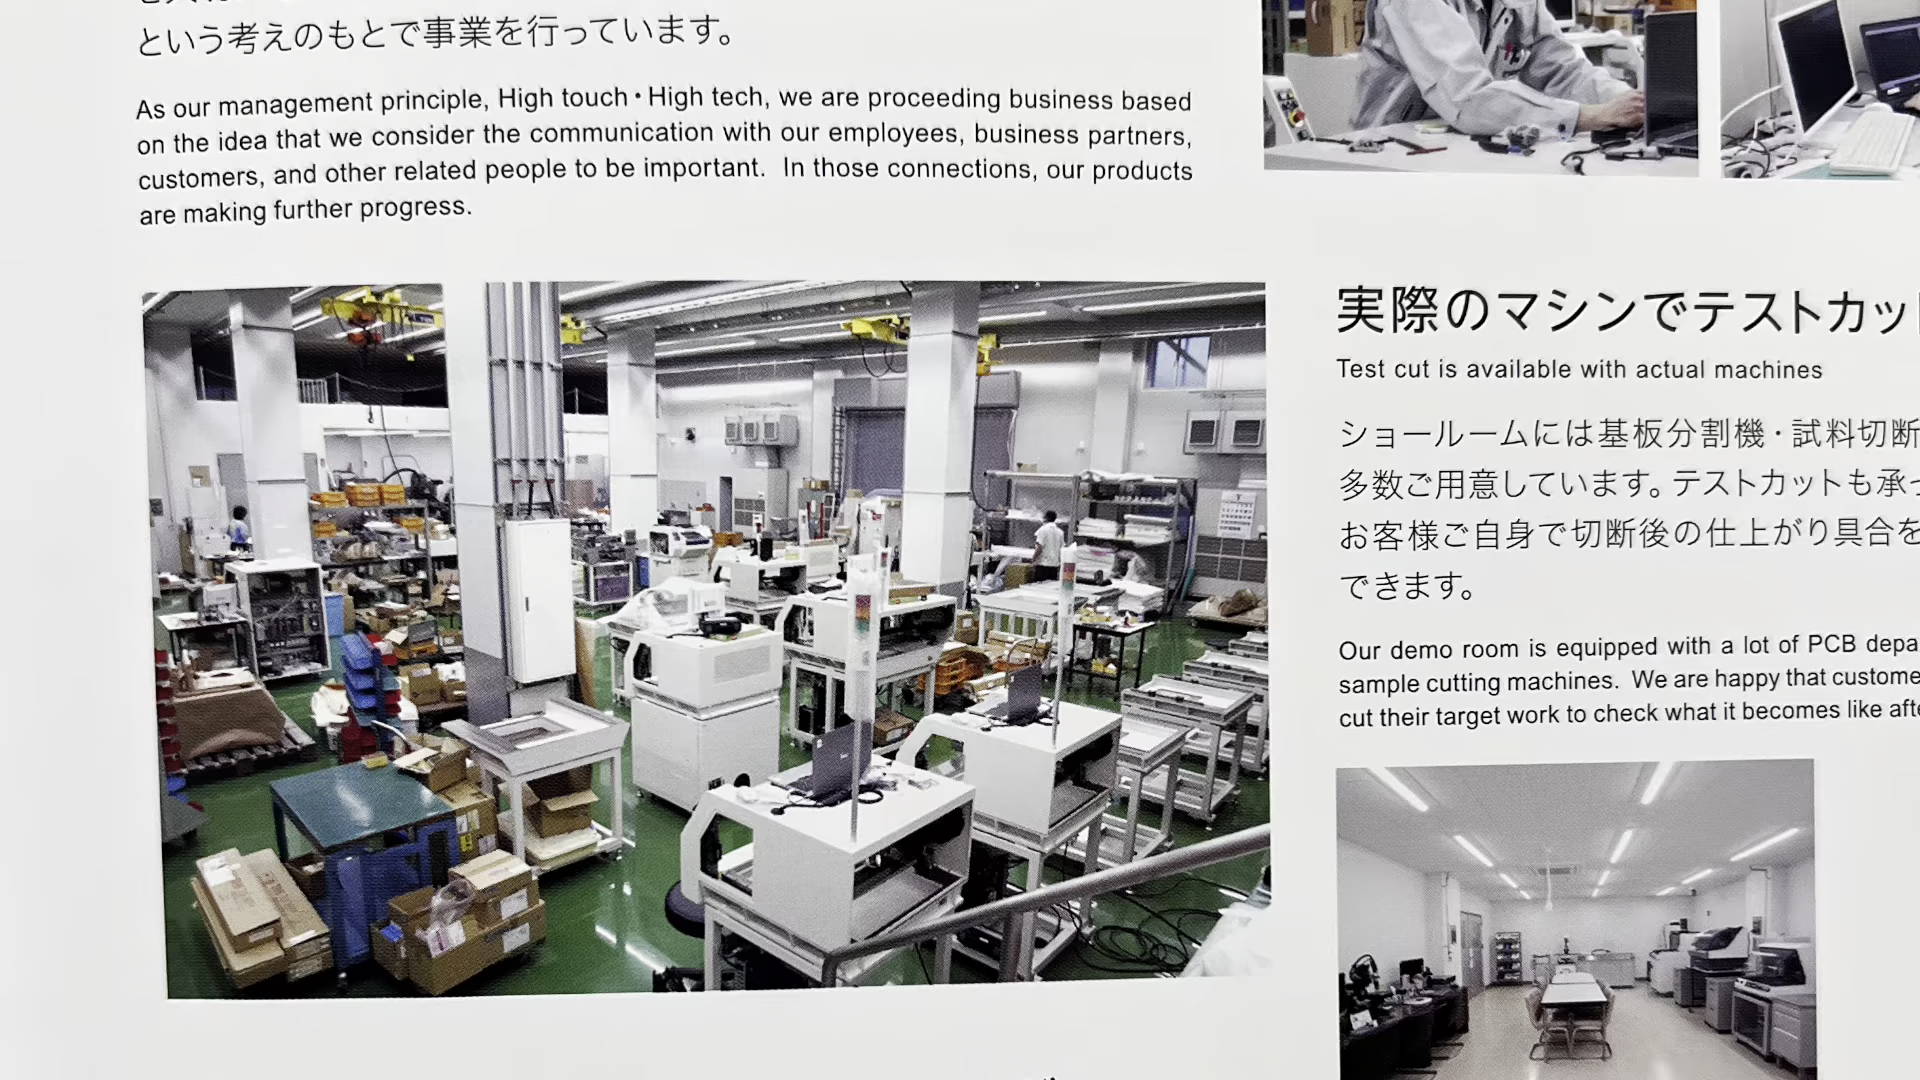 という考えのもとで事業を行っています。
As our management principle, High touch・High tech, we are proceeding business based
on the idea that we consider the communication with our employees, business partners,
customers, and other related people to be important. In those connections, our products
are making further progress.
実際のマシンでテストカッ
Test cut is available with actual machines
ショールームには基板分割機・試料切断
多数ご用意しています。テストカットも承
お客様ご自身で切断後の仕上がり具合を
できます。
Our demo room is equipped with a lot of PCB depa
sample cutting machines. We are happy that custome
cut their target work to check what it becomes like afte